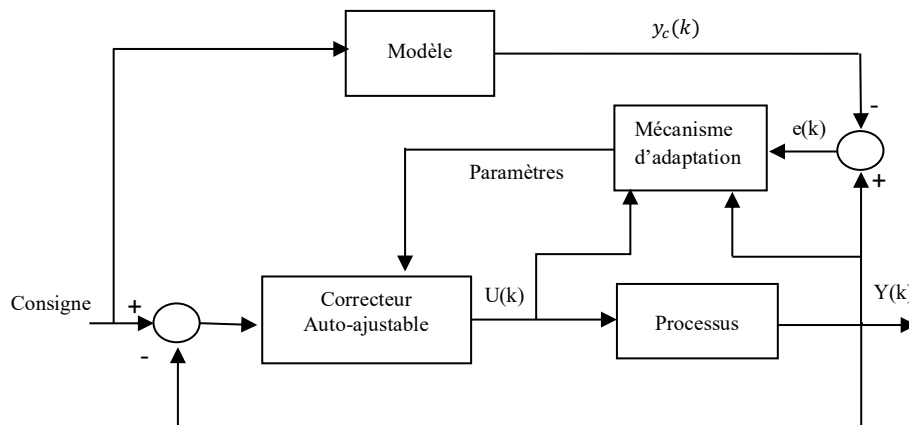 Modèle
y_c(k)
-
Mécanisme
d'adaptation
e(k)
+
Paramètres
Consigne
+
-
Correcteur
Auto-ajustable
U(k)
Processus
Y(k)